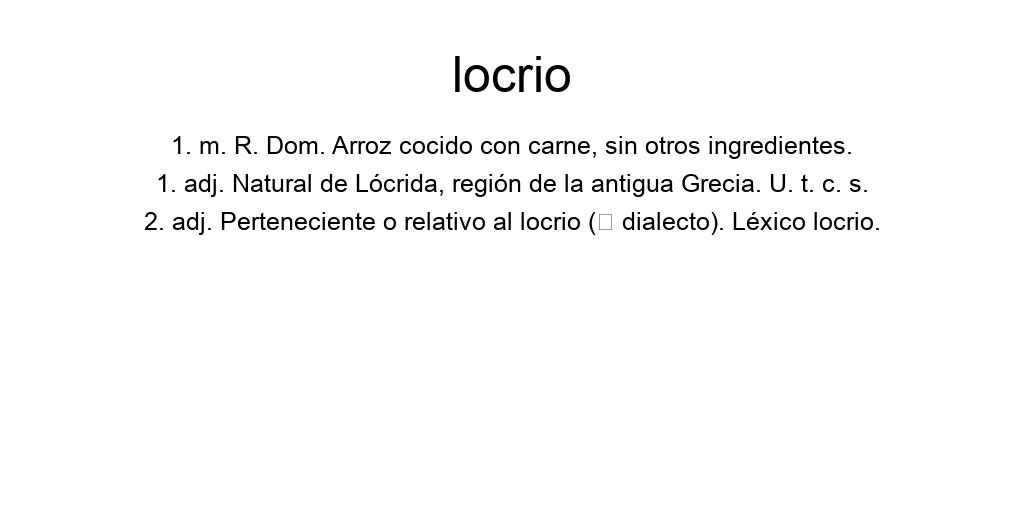 locrio
1. m. R. Dom. Arroz cocido con carne, sin otros ingredientes.
1. adj. Natural de Lócrida, región de la antigua Grecia. U. t. c. s.
2. adj. Perteneciente o relativo al locrio (□ dialecto). Léxico locrio.